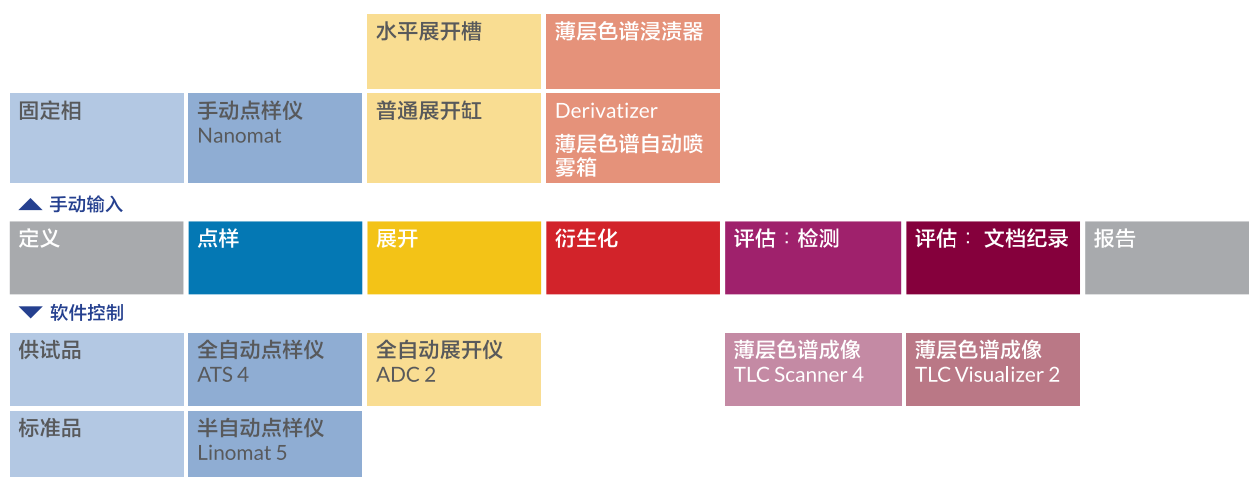 水平展开槽
薄层色谱浸渍器
固定相
手动点样仪
Nanomat
普通展开缸
Derivatizer
薄层色谱自动喷
雾箱
手动输入
定义
点样
展开
衍生化
评估：检测
评估： 文档纪录
报告
软件控制
供试品
全自动点样仪
ATS 4
全自动展开仪
ADC 2
薄层色谱成像
TLC Scanner 4
薄层色谱成像
TLC Visualizer 2
标准品
半自动点样仪
Linomat 5